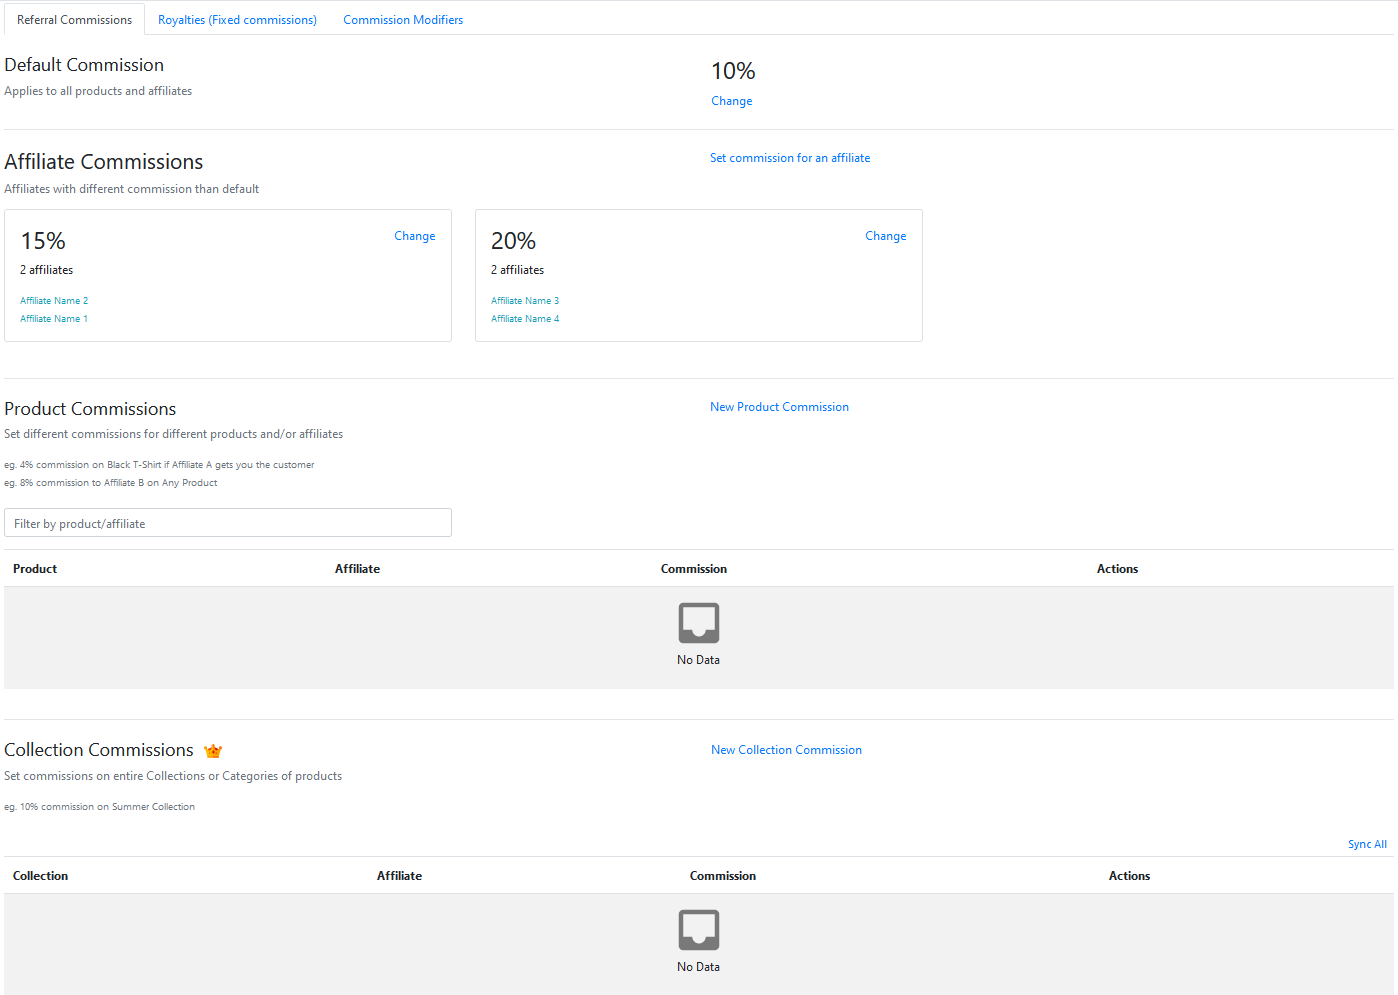 Referral Commissions Royalties (Fixed commissions) Commission Modifiers
Default Commission
Applies to all products and affiliates
10%
Change
Affiliate Commissions
Set commission for an affiliate
Affiliates with different commission than default
15%
Change
2 affiliates
Affiliate Name 2
Affiliate Name 1
20%
Change
2 affiliates
Affiliate Name 3
Affiliate Name 4
Product Commissions
New Product Commission
Set different commissions for different products and/or affiliates
eg. 4% commission on Black T-Shirt if Affiliate A gets you the customer
eg. 8% commission to Affiliate B on Any Product
Filter by product/affiliate
Product Affiliate Commission Actions
No Data
Collection Commissions
New Collection Commission
Set commissions on entire Collections or Categories of products
eg. 10% commission on Summer Collection
Sync All
Collection Affiliate Commission Actions
No Data